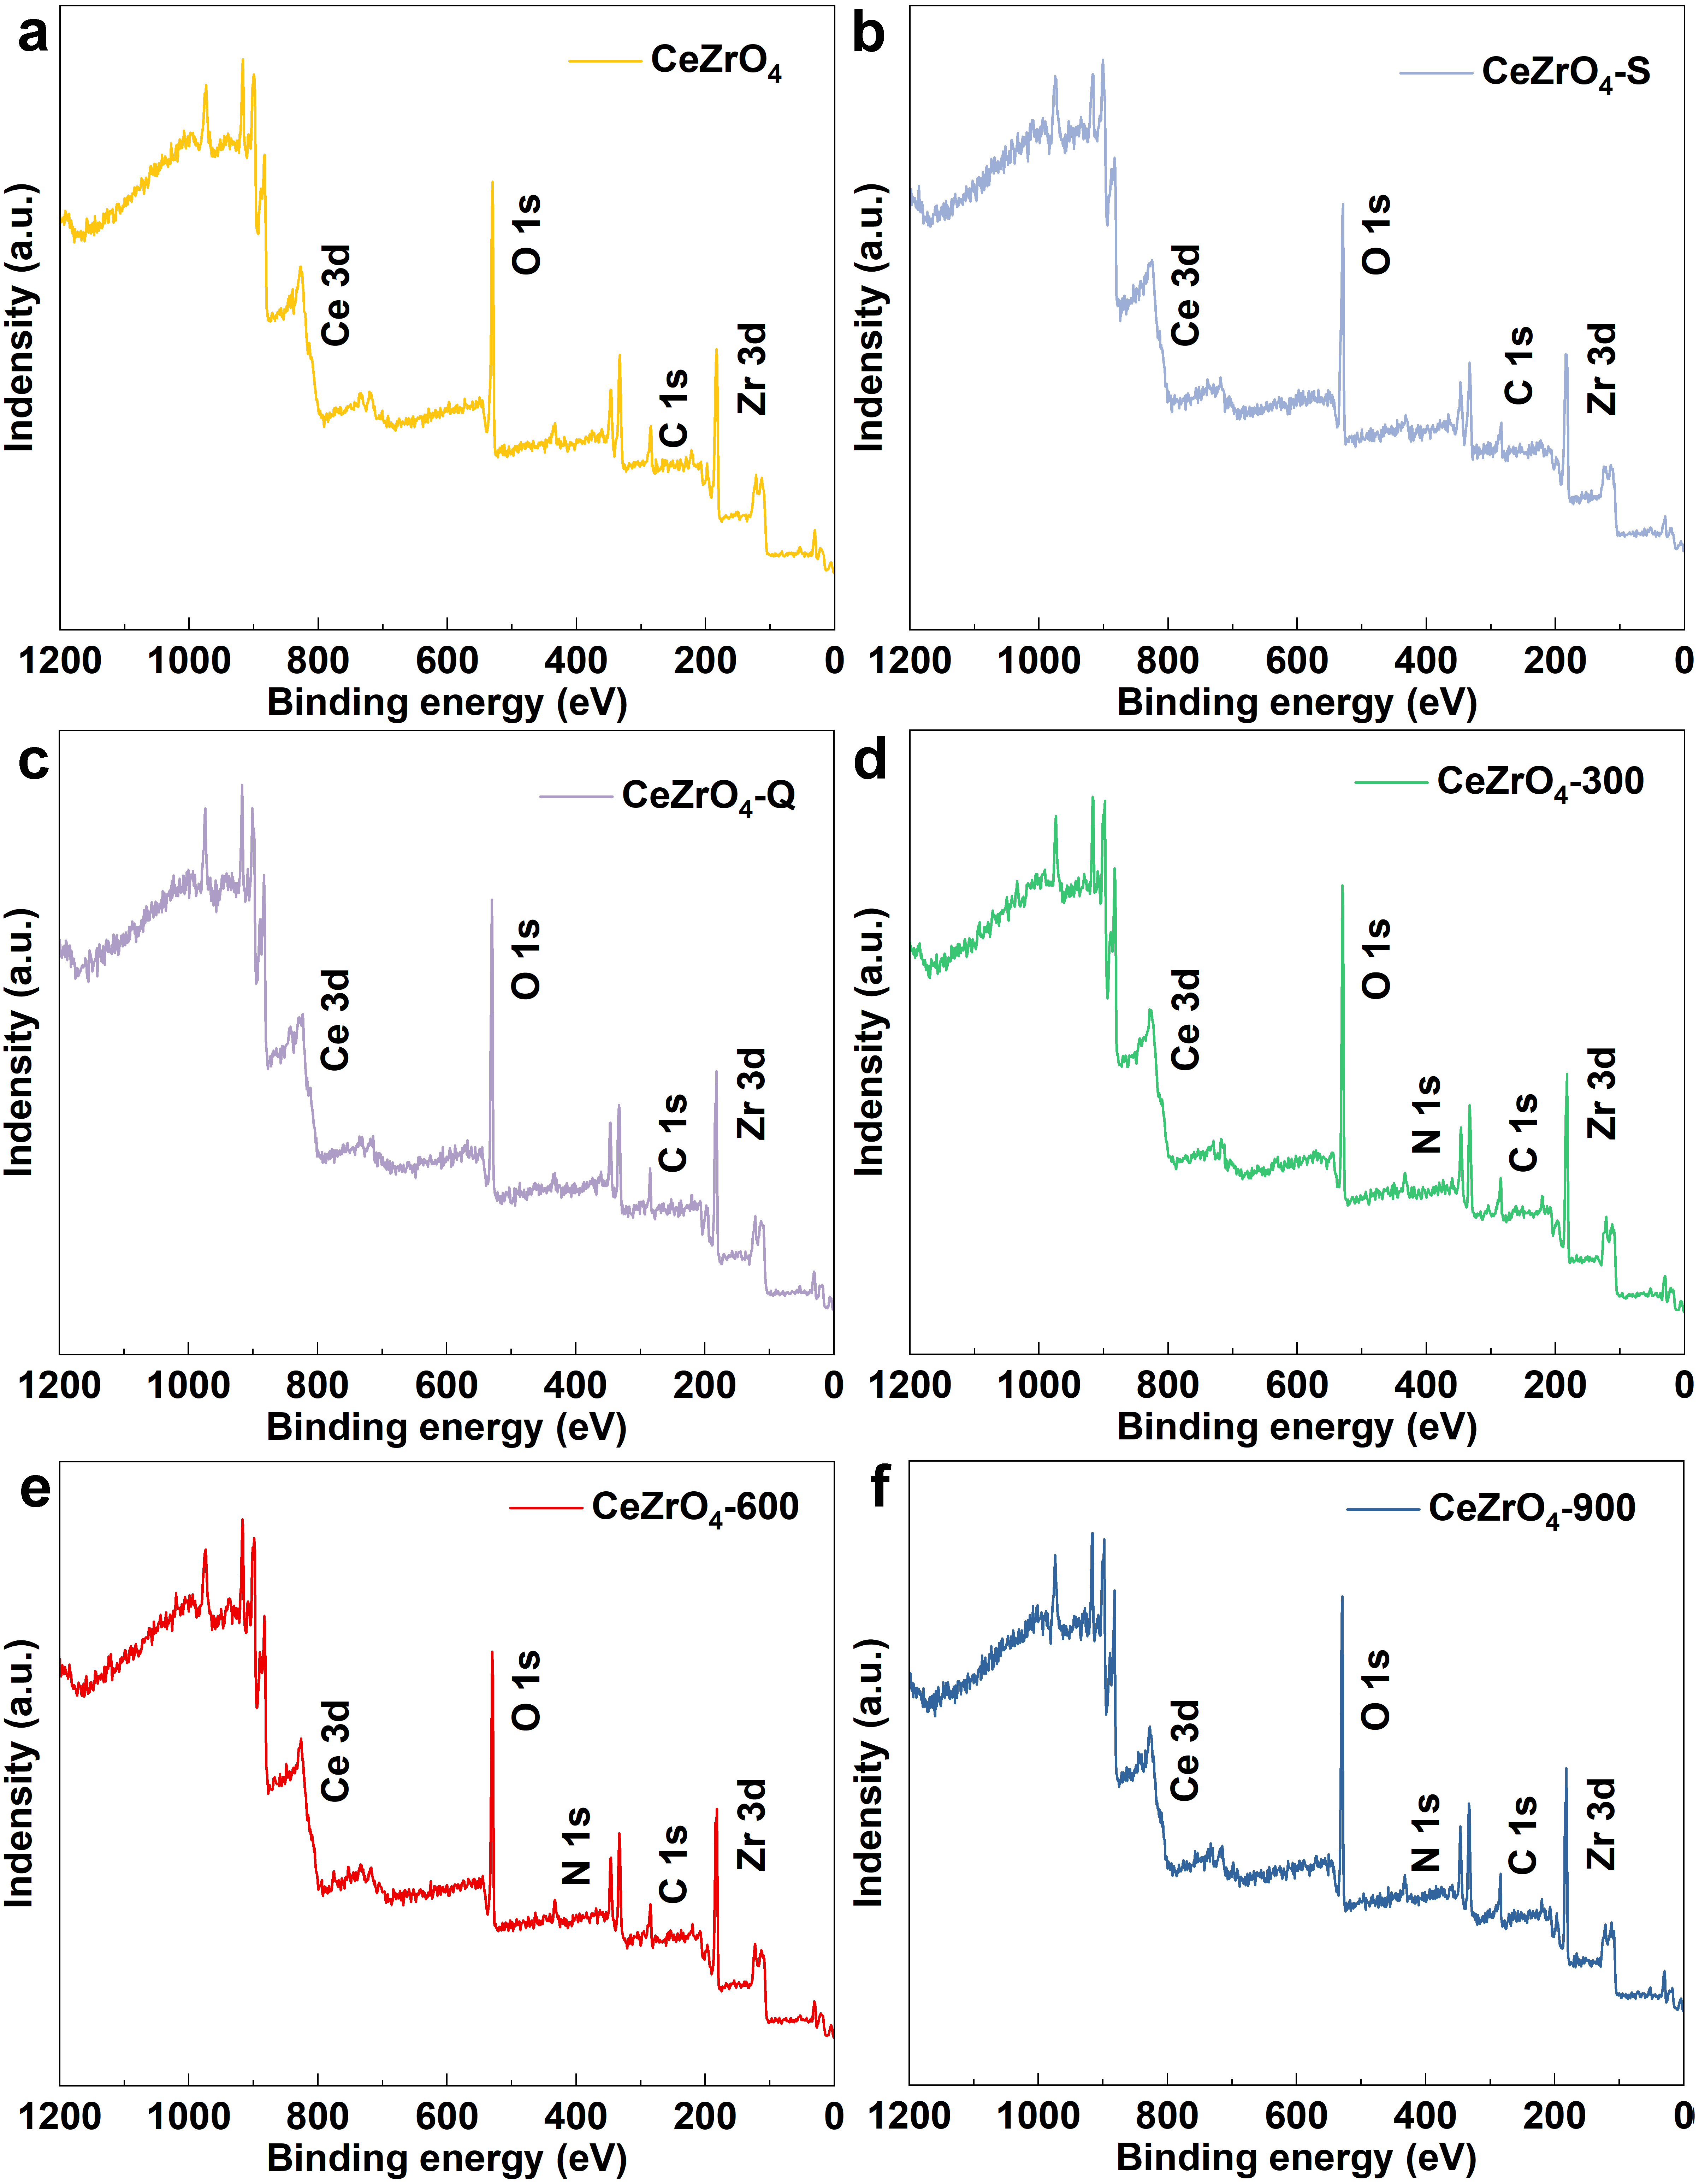 a
CeZrO₄
Indensity (a.u.)
Ce 3d
O 1s
C 1s
Zr 3d
1200 1000 800 600 400 200 0
Binding energy (eV)
b
CeZrO₄-S
Indensity (a.u.)
Ce 3d
O 1s
C 1s
Zr 3d
1200 1000 800 600 400 200 0
Binding energy (eV)
c
CeZrO₄-Q
Indensity (a.u.)
Ce 3d
O 1s
C 1s
Zr 3d
1200 1000 800 600 400 200 0
Binding energy (eV)
d
CeZrO₄-300
Indensity (a.u.)
Ce 3d
O 1s
N 1s
C 1s
Zr 3d
1200 1000 800 600 400 200 0
Binding energy (eV)
e
CeZrO₄-600
Indensity (a.u.)
Ce 3d
O 1s
N 1s
C 1s
Zr 3d
1200 1000 800 600 400 200 0
Binding energy (eV)
f
CeZrO₄-900
Indensity (a.u.)
Ce 3d
O 1s
N 1s
C 1s
Zr 3d
1200 1000 800 600 400 200 0
Binding energy (eV)